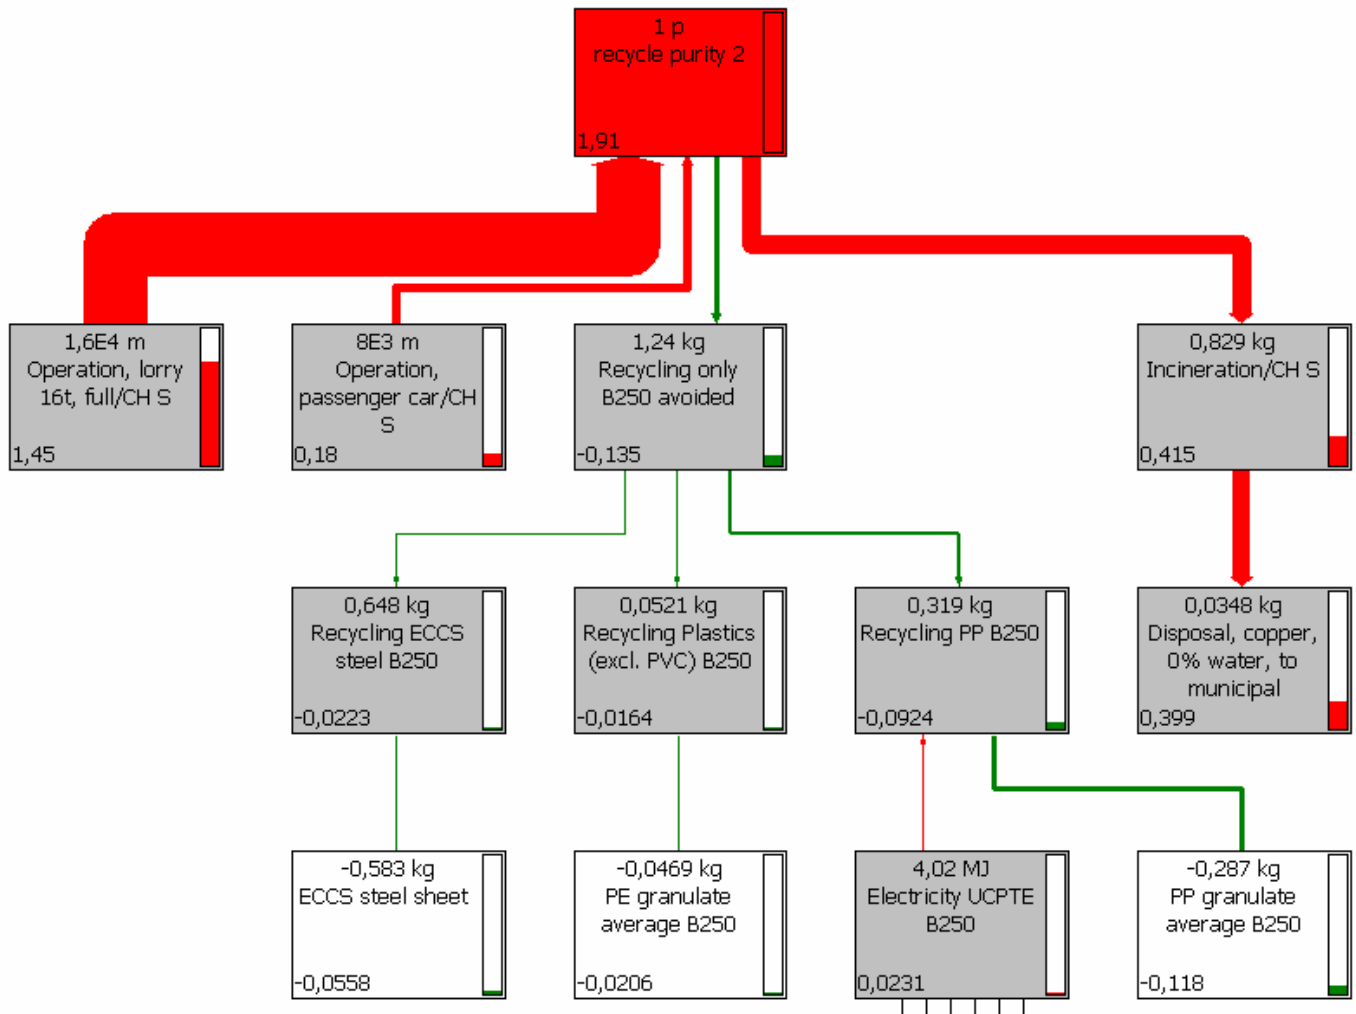 1 p
recycle purity 2
1,91
1,6E4 m
Operation, lorry
16t, full/CH S
1,45
8E3 m
Operation,
passenger car/CH
S
0,18
1,24 kg
Recycling only
B250 avoided
-0,135
0,829 kg
Incineration/CH S
0,415
0,648 kg
Recycling ECCS
steel B250
-0,0223
0,0521 kg
Recycling Plastics
(excl. PVC) B250
-0,0164
0,319 kg
Recycling PP B250
-0,0924
0,0348 kg
Disposal, copper,
0% water, to
municipal
0,399
-0,583 kg
ECCS steel sheet
-0,0558
-0,0469 kg
PE granulate
average B250
-0,0206
4,02 MJ
Electricity UCPTE
B250
0,0231
-0,287 kg
PP granulate
average B250
-0,118